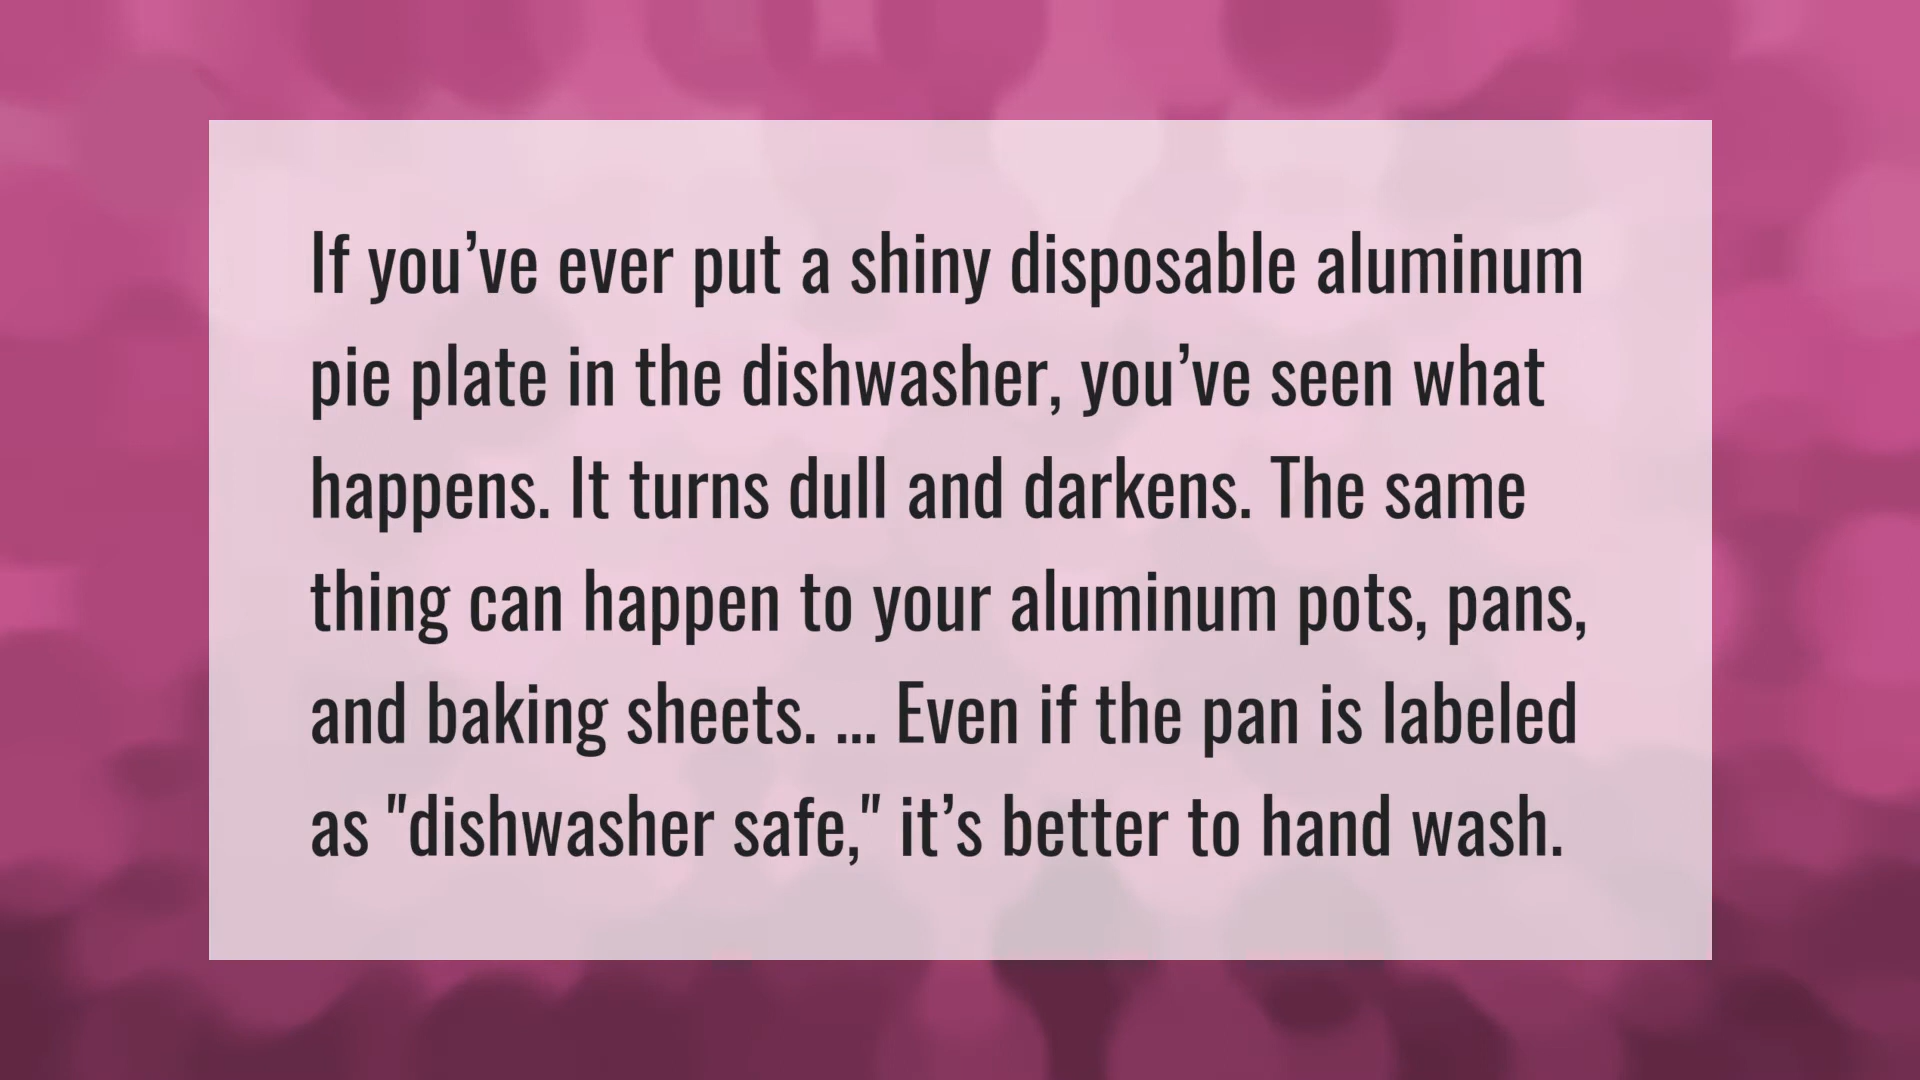 If you’ve ever put a shiny disposable aluminum
pie plate in the dishwasher, you’ve seen what
happens. It turns dull and darkens. The same
thing can happen to your aluminum pots, pans,
and baking sheets. ... Even if the pan is labeled
as "dishwasher safe," it’s better to hand wash.